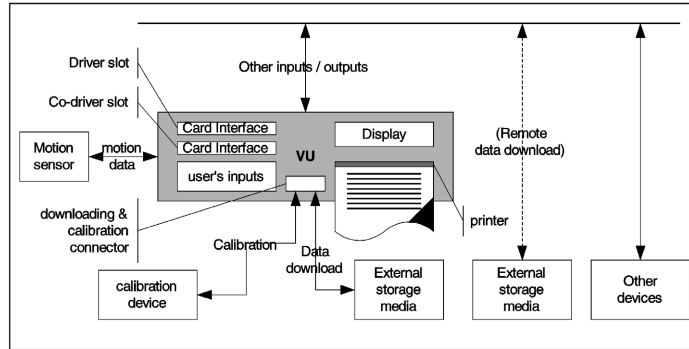 Driver slot
Other inputs / outputs
Co-driver slot
Card Interface
Display
Card Interface
VU
(Remote
data download)
Motion
sensor
motion
data
user's inputs
downloading &
calibration
connector
printer
Calibration
Data
download
calibration
device
External
storage
media
External
storage
media
Other
devices